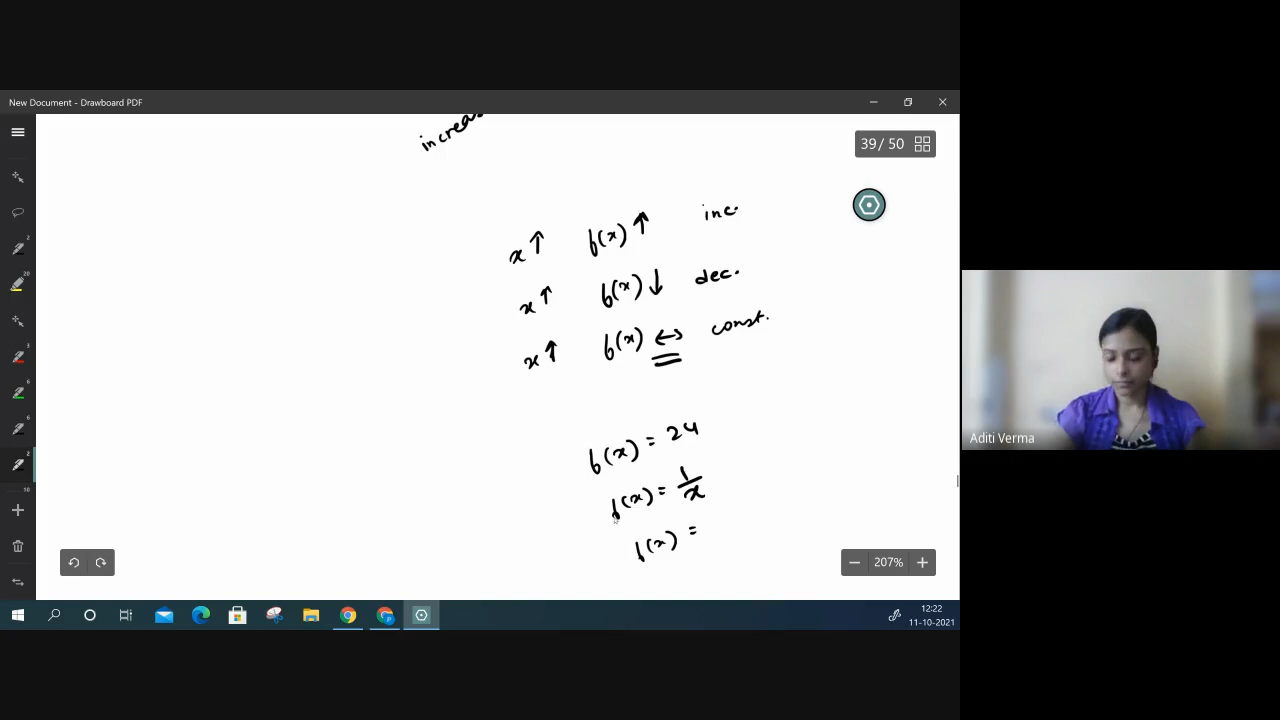 New Document - Drawboard PDF
increas
39 / 50
x ↑ f(x) ↑ inc.
x ↑ f(x) ↓ dec.
x ↑ f(x) ↔ const.
f(x) = 24
f(x) = 1/x
f(x) =
Aditi Verma
207%
12:22
11-10-2021